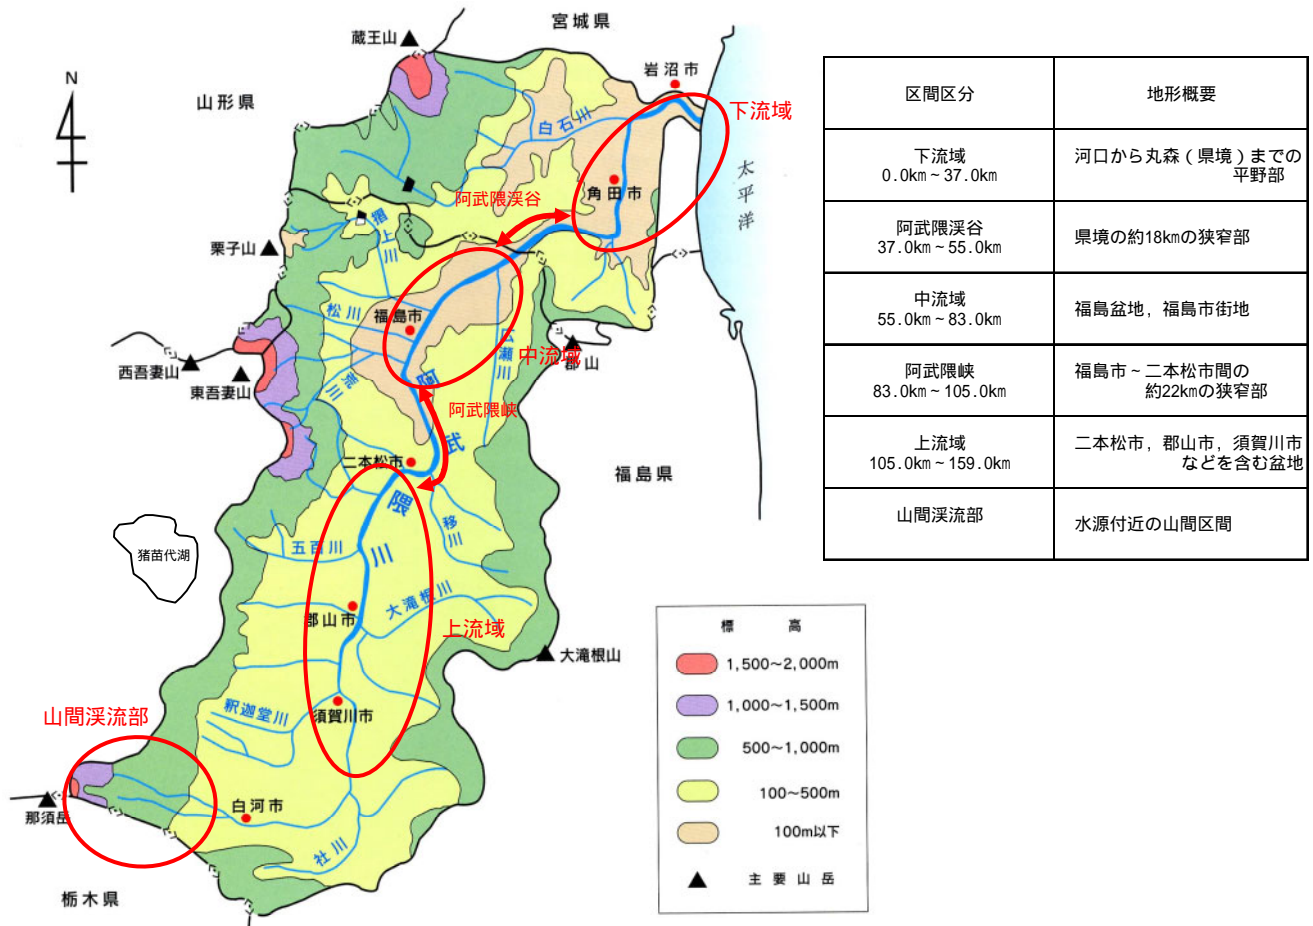 宮城県
蔵王山
岩沼市
N
山形県
下流域
白石川
太平洋
角田市
阿武隈渓谷
摺上川
栗子山
松川
福島市
広瀬川
中流域
西吾妻山
東吾妻山
荒川
郡山
阿武隈峡
阿武隈川
二本松市
福島県
移川
猪苗代湖
五百川
大滝根川
郡山市
上流域
大滝根山
山間渓流部
釈迦堂川
須賀川市
白河市
那須岳
社川
栃木県
区間区分 地形概要
下流域 河口から丸森(県境)までの
0.0km~37.0km 平野部
阿武隈渓谷 県境の約18kmの狭窄部
37.0km~55.0km
中流域 福島盆地,福島市街地
55.0km~83.0km
阿武隈峡 福島市~二本松市間の
83.0km~105.0km 約22kmの狭窄部
上流域 二本松市,郡山市,須賀川市
105.0km~159.0km などを含む盆地
山間渓流部 水源付近の山間区間
標高
1,500~2,000m
1,000~1,500m
500~1,000m
100~500m
100m以下
主要山岳